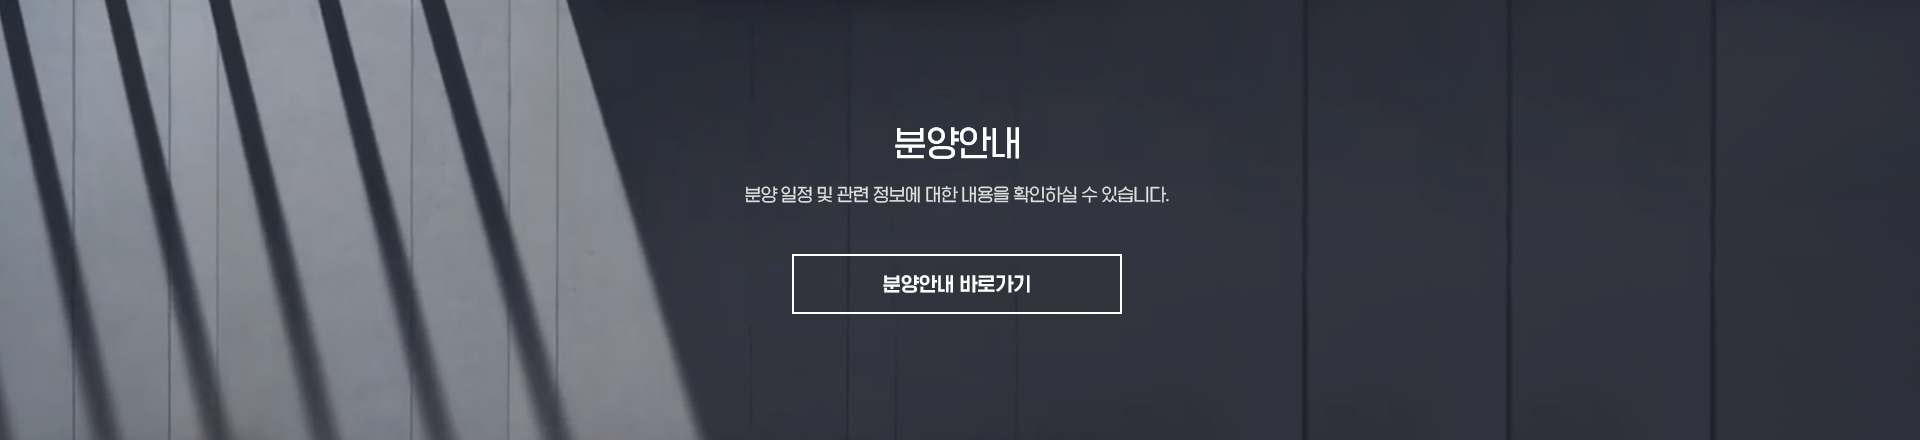 분양안내
분양 일정 및 관련 정보에 대한 내용을 확인하실 수 있습니다.
분양안내 바로가기